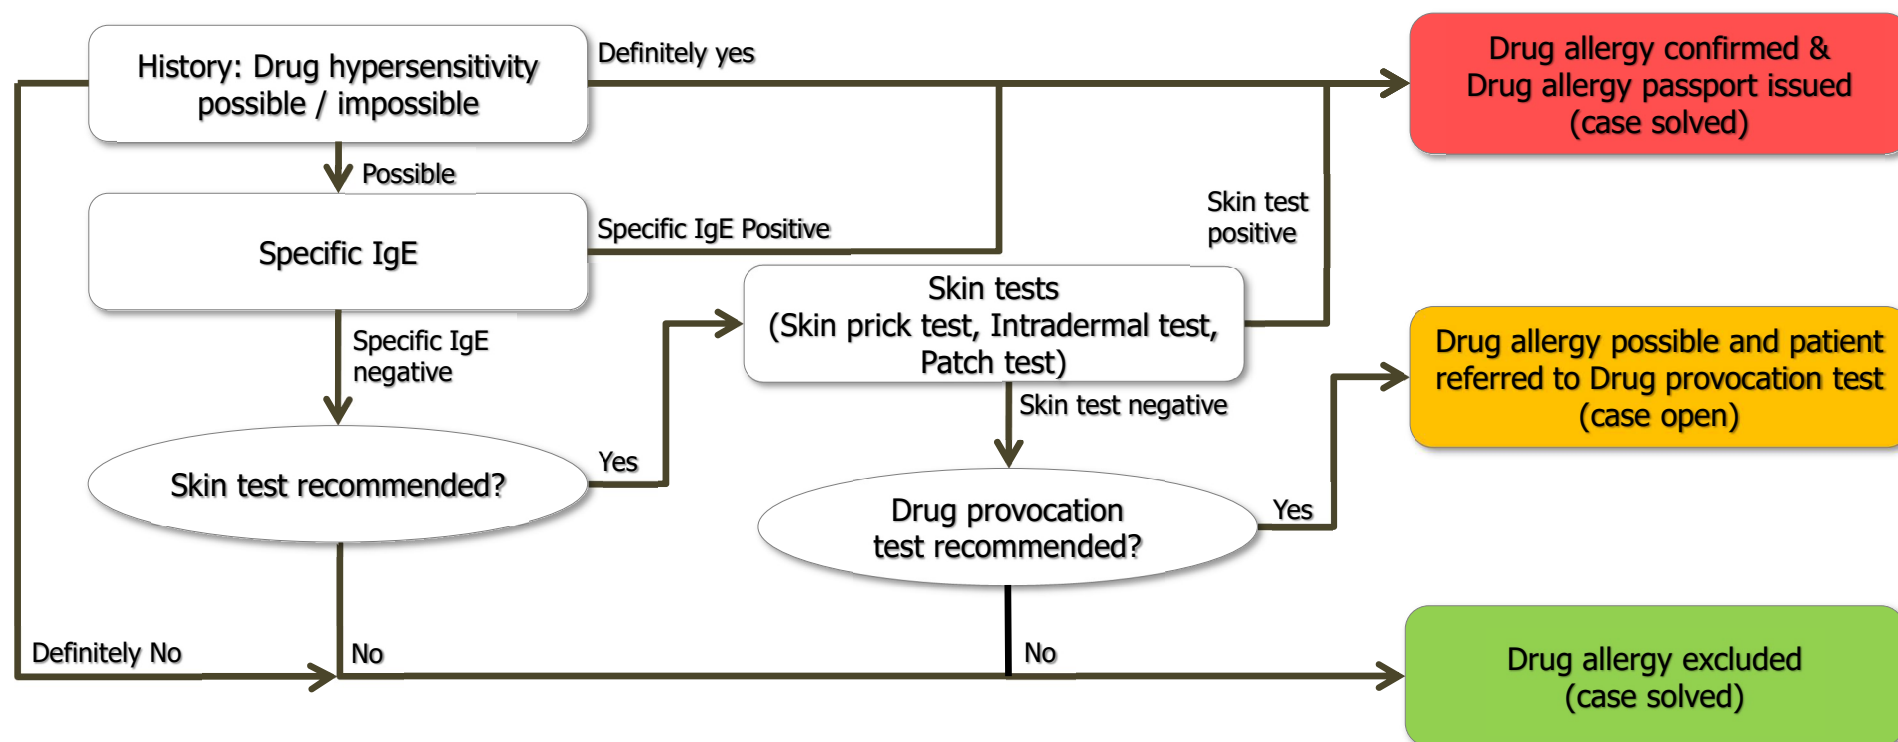 History: Drug hypersensitivity
possible / impossible
Definitely yes
Drug allergy confirmed &
Drug allergy passport issued
(case solved)
Possible
Specific IgE
Specific IgE Positive
Skin test
positive
Specific IgE
negative
Skin tests
(Skin prick test, Intradermal test,
Patch test)
Skin test negative
Drug allergy possible and patient
referred to Drug provocation test
(case open)
Skin test recommended?
Yes
Drug provocation
test recommended?
Yes
Definitely No
No
No
Drug allergy excluded
(case solved)